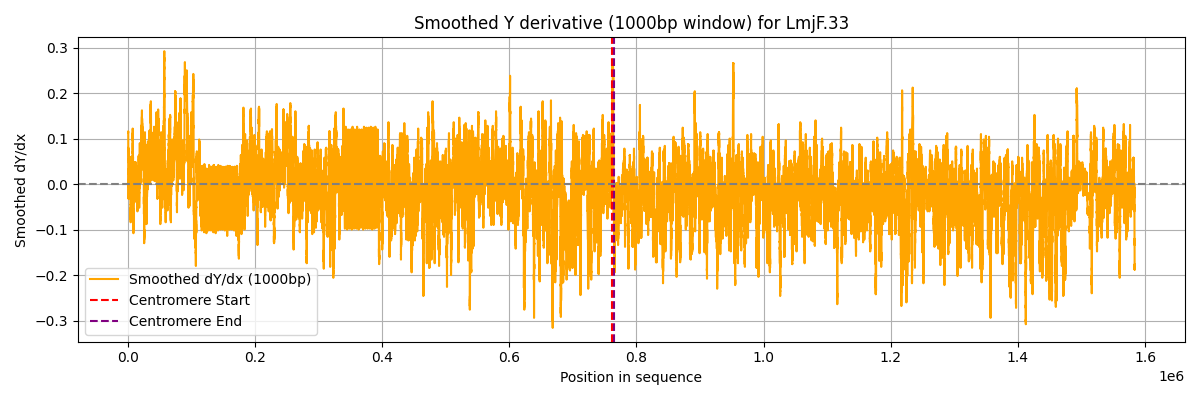 Smoothed Y derivative (1000bp window) for LmjF.33
Smoothed dY/dx
0.3
0.2
0.1
0.0
−0.1
−0.2
−0.3
Smoothed dY/dx (1000bp)
Centromere Start
Centromere End
0.0 0.2 0.4 0.6 0.8 1.0 1.2 1.4 1.6
1e6
Position in sequence